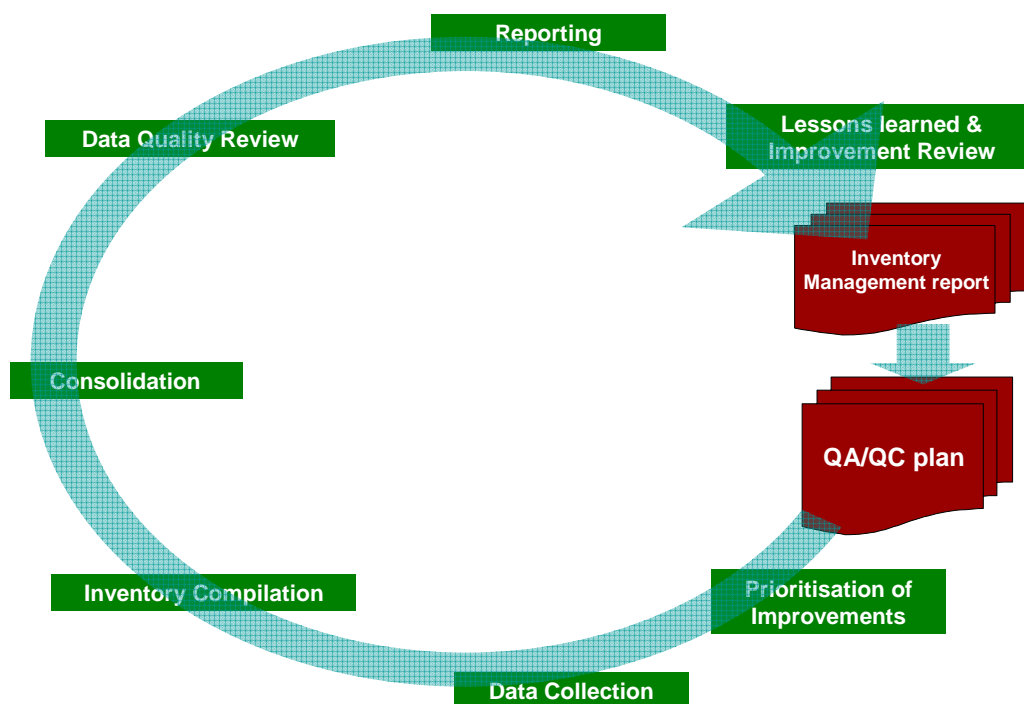 Reporting
Data Quality Review
Lessons learned &
Improvement Review
Inventory
Management report
Consolidation
QA/QC plan
Inventory Compilation
Prioritisation of
Improvements
Data Collection